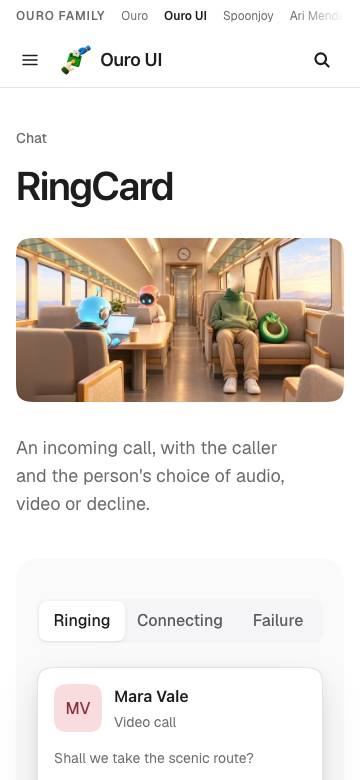 OURO FAMILY Ouro Ouro UI Spoonjoy Ari Mend
Ouro UI
Chat
RingCard
An incoming call, with the caller
and the person's choice of audio,
video or decline.
Ringing Connecting Failure
MV
Mara Vale
Video call
Shall we take the scenic route?